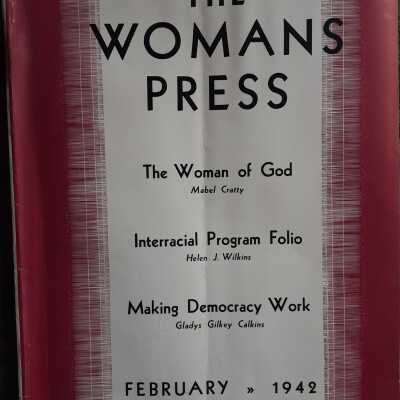 THE
WOMANS
PRESS
The Woman of God
Mabel Cratty
Interracial Program Folio
Helen J. Wilkins
Making Democracy Work
Gladys Gilkey Calkins
FEBRUARY » 1942